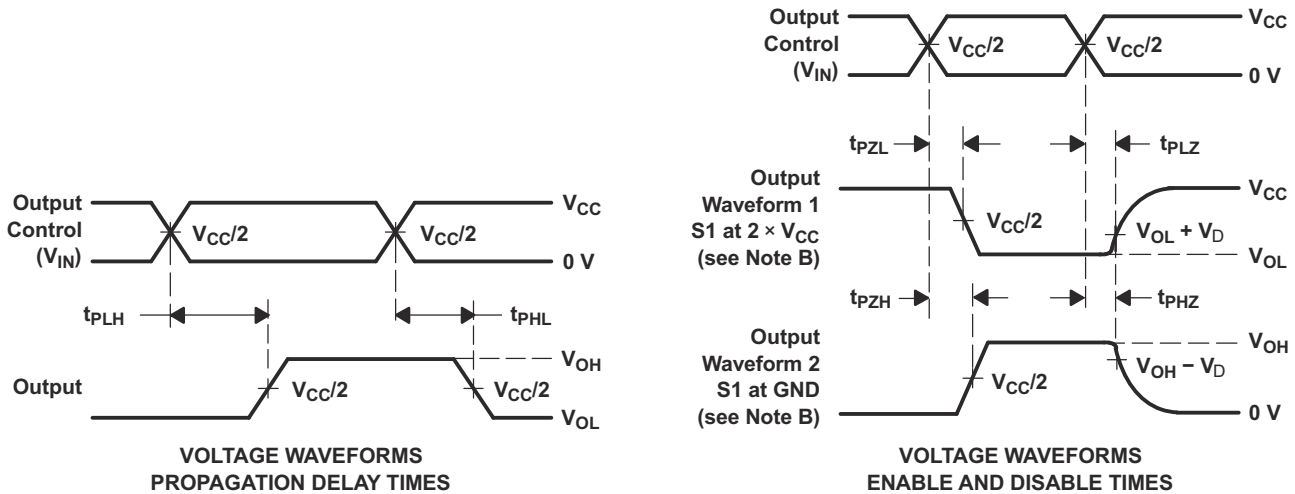 Output
Control
(VIN)
VCC
VCC/2
VCC/2
0 V
tPLH
tPHL
Output
VOH
VCC/2
VCC/2
VOL
VOLTAGE WAVEFORMS
PROPAGATION DELAY TIMES
Output
Control
(VIN)
VCC
VCC/2
VCC/2
0 V
tPZL
tPLZ
Output
Waveform 1
S1 at 2 × VCC
(see Note B)
VCC
VCC/2
VOL + VD
VOL
tPZH
tPHZ
Output
Waveform 2
S1 at GND
(see Note B)
VOH
VCC/2
VOH − VD
0 V
VOLTAGE WAVEFORMS
ENABLE AND DISABLE TIMES